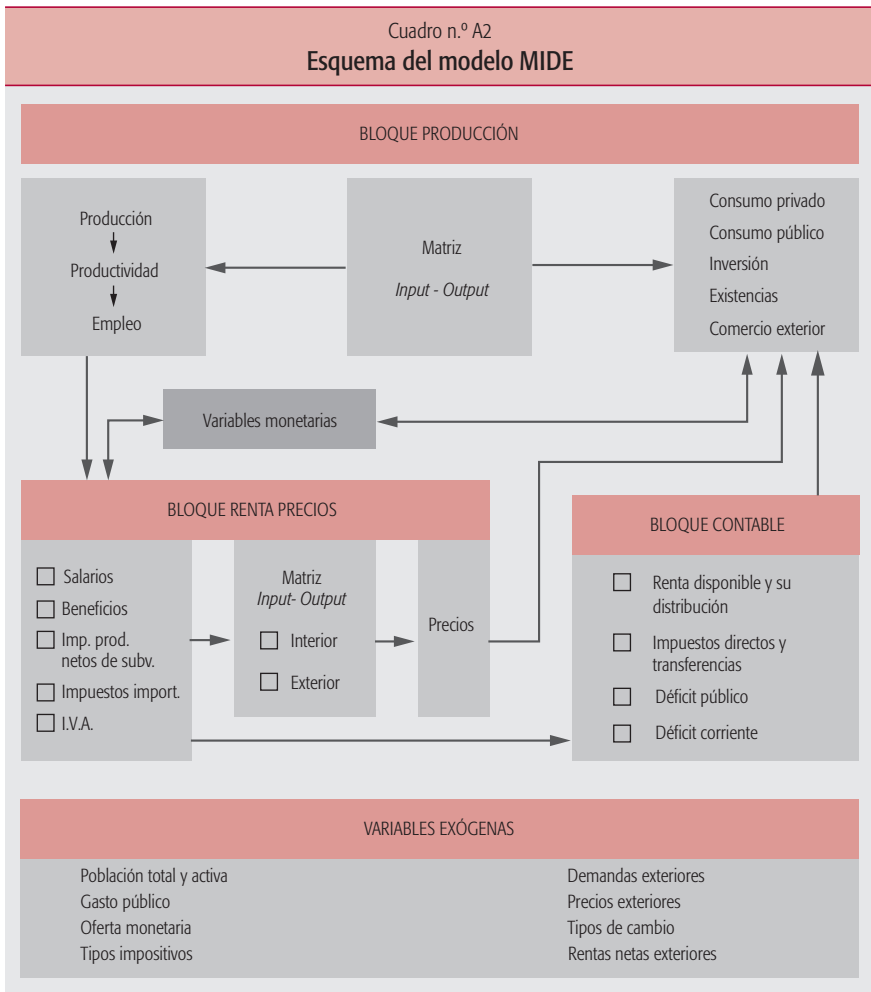 Cuadro n.º A2
Esquema del modelo MIDE
BLOQUE PRODUCCIÓN
Producción
Productividad
Empleo
Matriz
Input - Output
Consumo privado
Consumo público
Inversión
Existencias
Comercio exterior
Variables monetarias
BLOQUE RENTA PRECIOS
Salarios
Beneficios
Imp. prod.
netos de subv.
Impuestos import.
I.V.A.
Matriz
Input- Output
Interior
Exterior
Precios
BLOQUE CONTABLE
Renta disponible y su
distribución
Impuestos directos y
transferencias
Déficit público
Déficit corriente
VARIABLES EXÓGENAS
Población total y activa
Gasto público
Oferta monetaria
Tipos impositivos
Demandas exteriores
Precios exteriores
Tipos de cambio
Rentas netas exteriores